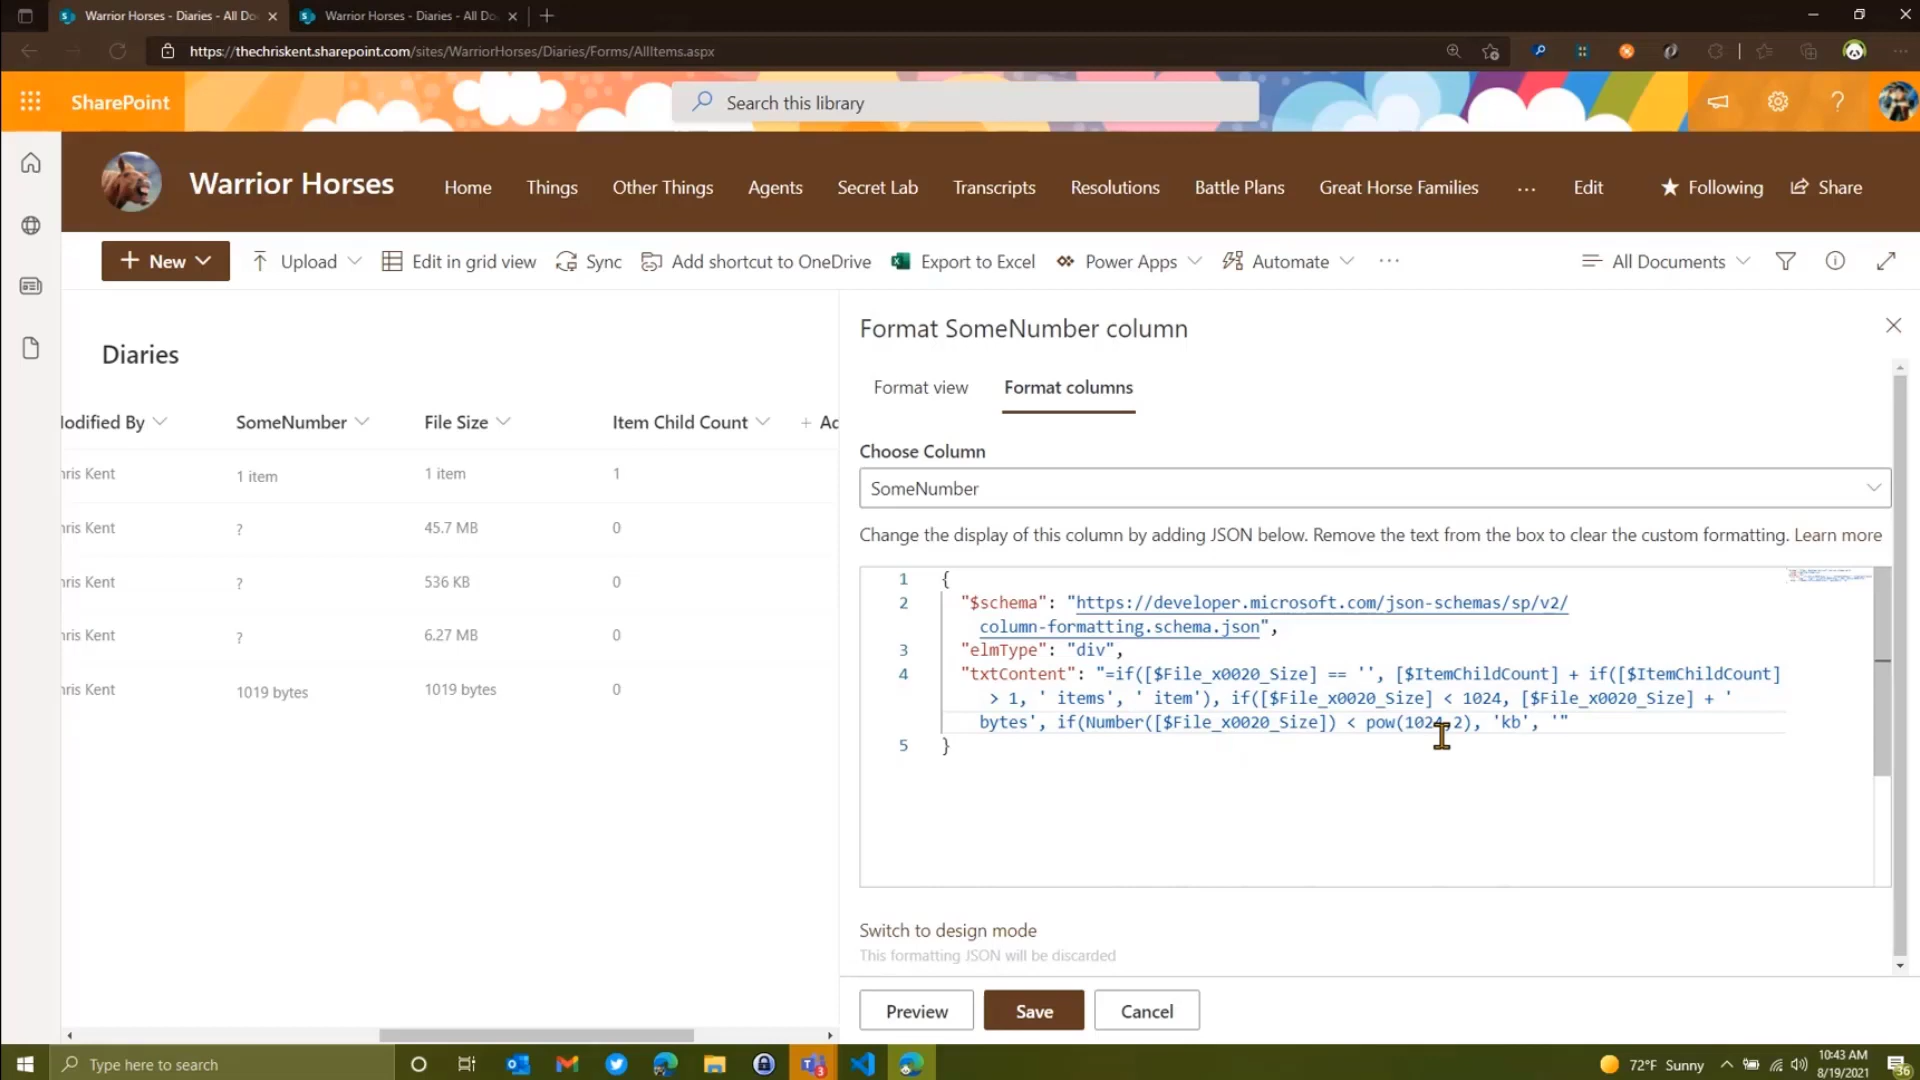 Warrior Horses - Diaries - All Do
Warrior Horses - Diaries - All Do
https://thechriskent.sharepoint.com/sites/WarriorHorses/Diaries/Forms/AllItems.aspx
SharePoint
Search this library
Warrior Horses
Home
Things
Other Things
Agents
Secret Lab
Transcripts
Resolutions
Battle Plans
Great Horse Families
...
Edit
Following
Share
+ New
Upload
Edit in grid view
Sync
Add shortcut to OneDrive
Export to Excel
Power Apps
Automate
...
All Documents
Diaries
odified By
SomeNumber
File Size
Item Child Count
+ Ad
hris Kent
1 item
1 item
1
hris Kent
?
45.7 MB
0
hris Kent
?
536 KB
0
hris Kent
?
6.27 MB
0
hris Kent
1019 bytes
1019 bytes
0
Format SomeNumber column
Format view
Format columns
Choose Column
SomeNumber
Change the display of this column by adding JSON below. Remove the text from the box to clear the custom formatting. Learn more
1 {
2 "$schema": "https://developer.microsoft.com/json-schemas/sp/v2/
column-formatting.schema.json",
3 "elmType": "div",
4 "txtContent": "=if([$File_x0020_Size] == '', [$ItemChildCount] + if([$ItemChildCount]
> 1, ' items', ' item'), if([$File_x0020_Size] < 1024, [$File_x0020_Size] + '
bytes', if(Number([$File_x0020_Size]) < pow(1024,2), 'kb', '"
5 }
Switch to design mode
This formatting JSON will be discarded
Preview
Save
Cancel
Type here to search
3
72°F Sunny
10:43 AM
8/19/2021
36